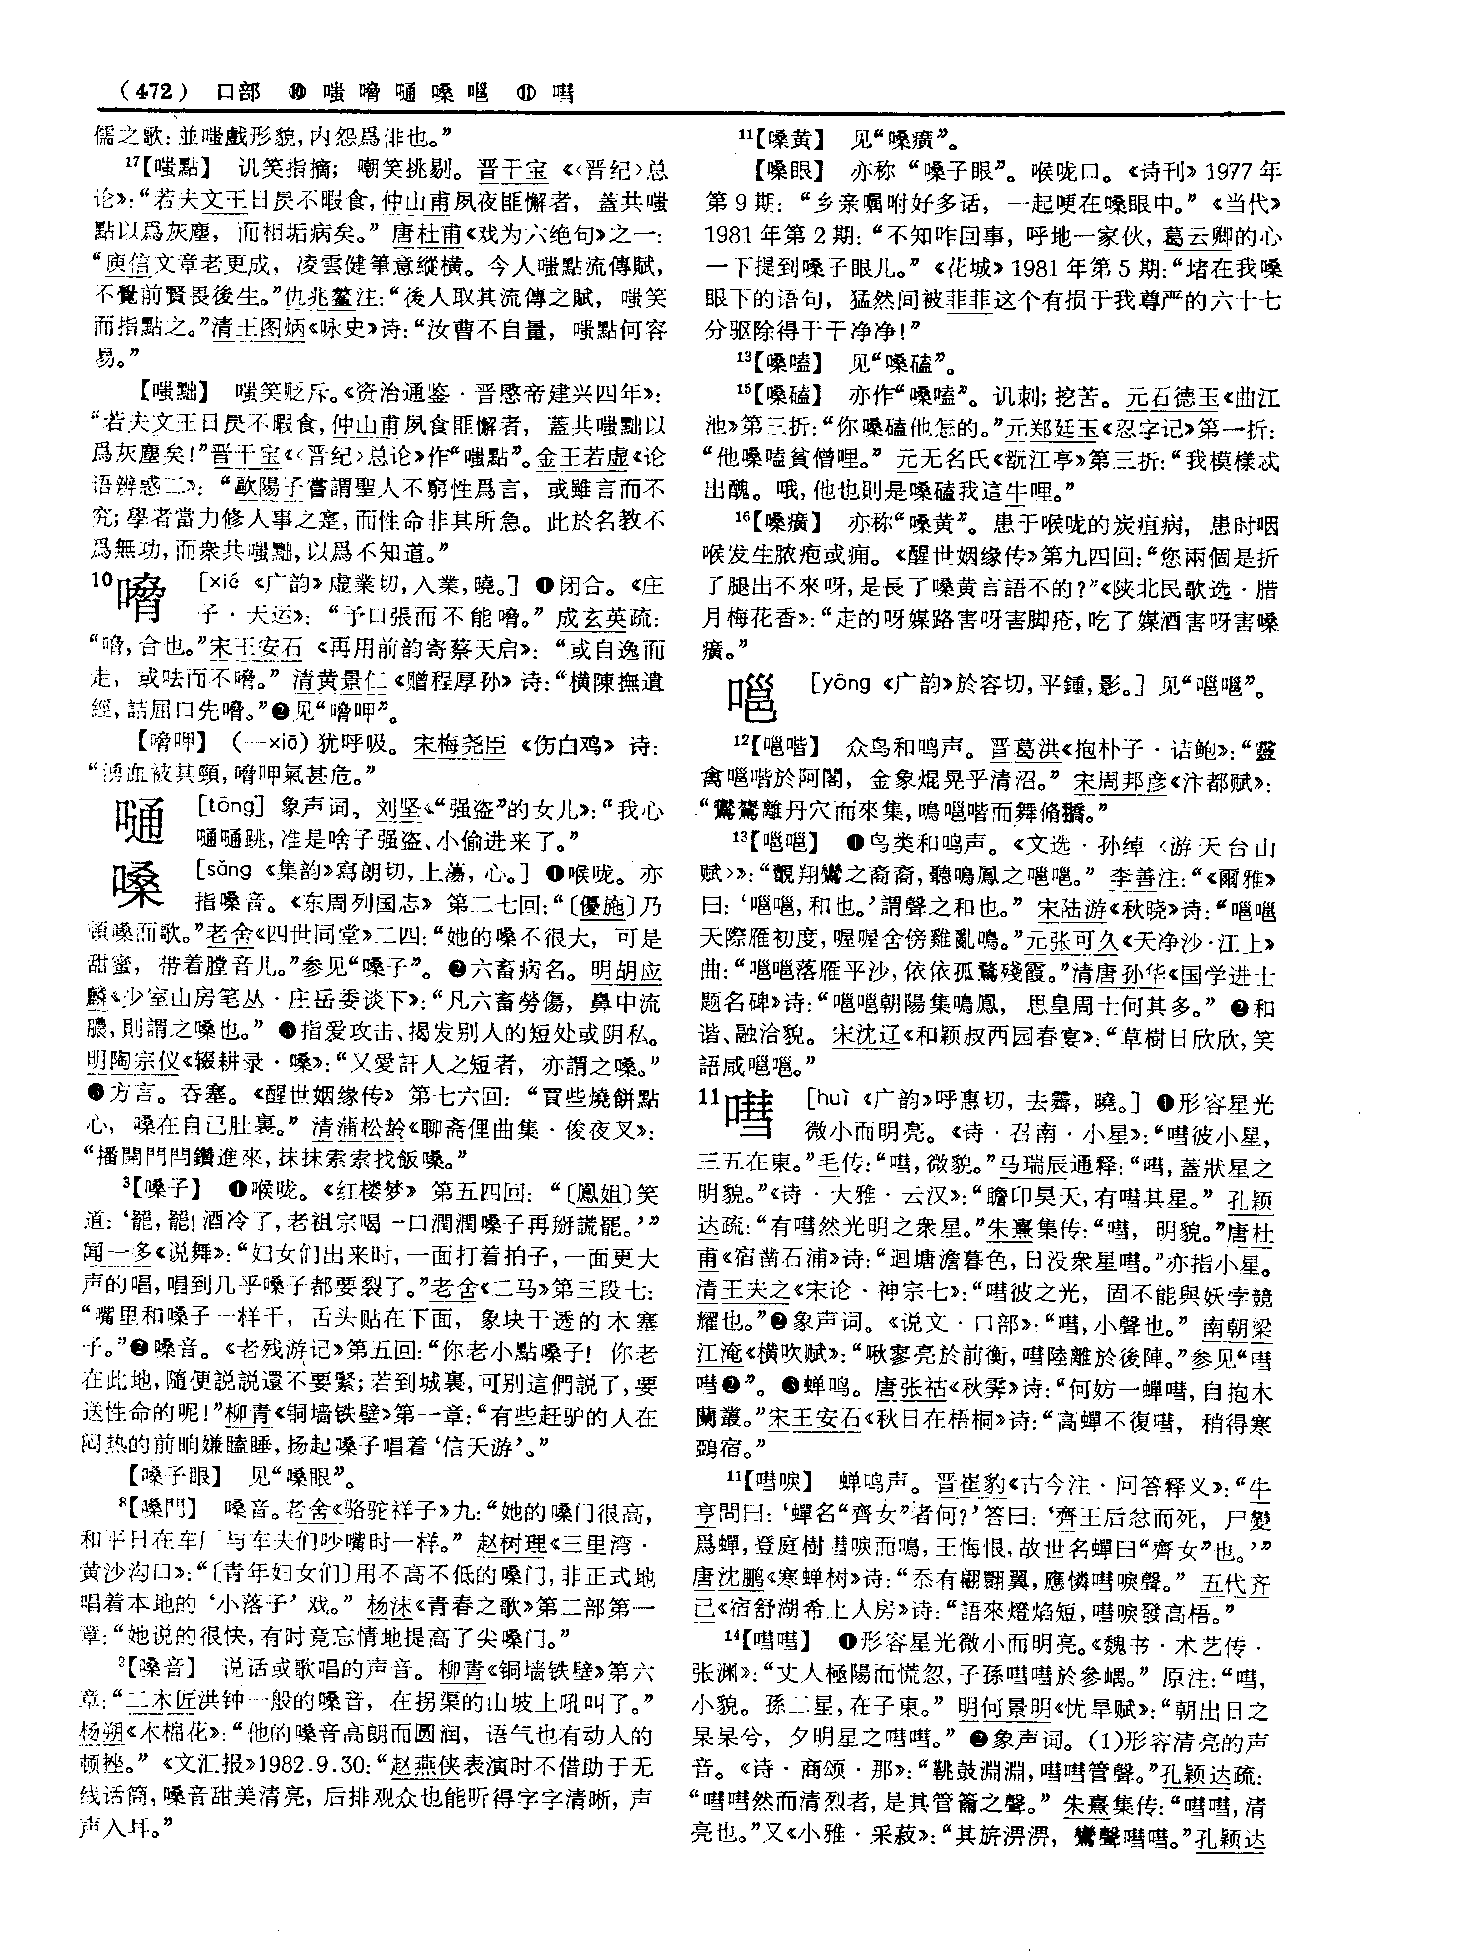 (472) 口部 ⑩ 嗤 嗋 嗵 嗓 嗈 ⑪ 嘒
儒之歌:並嗤戲形貌,内怨爲誹也。”
17【嗤點】 讥笑指摘;嘲笑挑剔。晋干宝《〈晋纪〉总
论》:“若夫文王日昃不暇食,仲山甫夙夜匪懈者,蓋共嗤
點以爲灰塵,而相垢病矣。”唐杜甫《戏为六绝句》之一:
“庾信文章老更成,凌雲健筆意縱横。今人嗤點流傳賦,
不覺前賢畏後生。”仇兆鳌注:“後人取其流傳之賦,嗤笑
而指點之。”清王图炳《咏史》诗:“汝曹不自量,嗤點何容
易。”
【嗤黜】 嗤笑贬斥。《资治通鉴·晋愍帝建兴四年》:
“若夫文王日昃不暇食,仲山甫夙食匪懈者,蓋共嗤黜以
爲灰塵矣!”晋干宝《〈晋纪〉总论》作“嗤點”。金王若虚《论
语辨惑二》:“歐陽子嘗謂聖人不窮性爲言,或雖言而不
究;學者當力修人事之寔,而性命非其所急。此於名教不
爲無功,而衆共嗤黜,以爲不知道。”
10嗋 [xié 《广韵》虚業切,入業,曉。] ❶闭合。《庄
子·天运》:“予口張而不能嗋。”成玄英疏:
“嗋,合也。”宋王安石《再用前韵寄蔡天启》:“或自逸而
走,或呿而不嗋。”清黄景仁《赠程厚孙》诗:“横陳撫遺
經,詰屈口先嗋。”❷见“嗋呷”。
【嗋呷】 (—xiā) 犹呼吸。宋梅尧臣《伤白鸡》诗:
“湧血被其頸,嗋呷氣甚危。”
嗵 [tōng] 象声词。刘坚《“强盗”的女儿》:“我心
嗵嗵跳,准是啥子强盗、小偷进来了。”
嗓 [sǎng 《集韵》寫朗切,上蕩,心。] ❶喉咙。亦
指嗓音。《东周列国志》第二七回:“〔優施〕乃
頓嗓而歌。”老舍《四世同堂》二四:“她的嗓不很大,可是
甜蜜,带着膛音儿。”参见“嗓子”。❷六畜病名。明胡应
麟《少室山房笔丛·庄岳委谈下》:“凡六畜勞傷,鼻中流
膿,則謂之嗓也。”❸指爱攻击、揭发别人的短处或阴私。
明陶宗仪《辍耕录·嗓》:“又愛訐人之短者,亦謂之嗓。”
❹方言。吞塞。《醒世姻缘传》第七六回:“買些燒餅點
心,嗓在自己肚裏。”清蒲松龄《聊斋俚曲集·俊夜叉》:
“播開門閂鑽進來,抹抹索索找飯嗓。”
3【嗓子】 ❶喉咙。《红楼梦》第五四回:“〔鳳姐〕笑
道:‘罷,罷!酒冷了,老祖宗喝一口潤潤嗓子再掰謊罷。’”
闻一多《说舞》:“妇女们出来时,一面打着拍子,一面更大
声的唱,唱到几乎嗓子都要裂了。”老舍《二马》第三段七:
“嘴里和嗓子一样干,舌头贴在下面,象块干透的木塞
子。”❷嗓音。《老残游记》第五回:“你老小點嗓子! 你老
在此地,隨便説説還不要緊;若到城裏,可别這們説了,要
送性命的呢!”柳青《铜墙铁壁》第一章:“有些赶驴的人在
闷热的前晌嫌瞌睡,扬起嗓子唱着‘信天游’。”
【嗓子眼】 见“嗓眼”。
8【嗓門】 嗓音。老舍《骆驼祥子》九:“她的嗓门很高,
和平日在车厂与车夫们吵嘴时一样。”赵树理《三里湾·
黄沙沟口》:“〔青年妇女们〕用不高不低的嗓门,非正式地
唱着本地的‘小落子’戏。”杨沫《青春之歌》第二部第一
章:“她说的很快,有时竟忘情地提高了尖嗓门。”
9【嗓音】 说话或歌唱的声音。柳青《铜墙铁壁》第六
章:“二木匠洪钟一般的嗓音,在拐渠的山坡上吼叫了。”
杨朔《木棉花》:“他的嗓音高朗而圆润,语气也有动人的
顿挫。”《文汇报》1982.9.30:“赵燕侠表演时不借助于无
线话筒,嗓音甜美清亮,后排观众也能听得字字清晰,声
声入耳。”
11【嗓黄】 见“嗓癀”。
【嗓眼】 亦称“嗓子眼”。喉咙口。《诗刊》1977年
第9期:“乡亲嘱咐好多话,一起哽在嗓眼中。”《当代》
1981年第2期:“不知咋回事,呼地一家伙,葛云卿的心
一下提到嗓子眼儿。”《花城》1981年第5期:“堵在我嗓
眼下的语句,猛然间被菲菲这个有损于我尊严的六十七
分驱除得干干净净!”
13【嗓嗑】 见“嗓磕”。
15【嗓磕】 亦作“嗓嗑”。讥刺;挖苦。元石德玉《曲江
池》第三折:“你嗓磕他怎的。”元郑廷玉《忍字记》第一折:
“他嗓嗑貧僧哩。”元无名氏《翫江亭》第三折:“我模樣忒
出醜。哦,他也則是嗓磕我這牛哩。”
16【嗓癀】 亦称“嗓黄”。患于喉咙的炭疽病,患时咽
喉发生脓疱或痈。《醒世姻缘传》第九四回:“您兩個是折
了腿出不來呀,是長了嗓黄言語不的?”《陕北民歌选·腊
月梅花香》:“走的呀媒路害呀害脚疮,吃了媒酒害呀害嗓
癀。”
嗈 [yōng 《广韵》於容切,平鍾,影。] 见“嗈嗈”。
12【嗈喈】 众鸟和鸣声。晋葛洪《抱朴子·诘鲍》:“靈
禽嗈喈於阿閣,金象焜晃乎清沼。”宋周邦彦《汴都赋》:
“鸑鷟離丹穴而來集,鳴嗈喈而舞翛䎗。”
13【嗈嗈】 ❶鸟类和鸣声。《文选·孙绰〈游天台山
赋〉》:“覿翔鸞之裔裔,聽鳴鳳之嗈嗈。”李善注:“《爾雅》
曰:‘嗈嗈,和也。’謂聲之和也。”宋陆游《秋晓》诗:“嗈嗈
天際雁初度,喔喔舍傍雞亂鳴。”元张可久《天净沙·江上》
曲:“嗈嗈落雁平沙,依依孤鶩殘霞。”清唐孙华《国学进士
题名碑》诗:“嗈嗈朝陽集鳴鳳,思皇周士何其多。”❷和
谐、融洽貌。宋沈辽《和颖叔西园春宴》:“草樹日欣欣,笑
語咸嗈嗈。”
11嘒 [huì 《广韵》呼惠切,去霽,曉。] ❶形容星光
微小而明亮。《诗·召南·小星》:“嘒彼小星,
三五在東。”毛传:“嘒,微貌。”马瑞辰通释:“嘒,蓋狀星之
明貌。”《诗·大雅·云汉》:“瞻卬昊天,有嘒其星。”孔颖
达疏:“有嘒然光明之衆星。”朱熹集传:“嘒,明貌。”唐杜
甫《宿凿石浦》诗:“迴塘澹暮色,日没衆星嘒。”亦指小星。
清王夫之《宋论·神宗七》:“嘒彼之光,固不能與妖孛競
耀也。”❷象声词。《说文·口部》:“嘒,小聲也。”南朝梁
江淹《横吹赋》:“啾寥亮於前衡,嘒陸離於後陣。”参见“嘒
嘒❷”。❸蝉鸣。唐张祜《秋霁》诗:“何妨一蟬嘒,自抱木
蘭叢。”宋王安石《秋日在梧桐》诗:“高蟬不復嘒,稍得寒
鵶宿。”
11【嘒唳】 蝉鸣声。晋崔豹《古今注·问答释义》:“牛
亨問曰:‘蟬名“齊女”者何?’答曰:‘齊王后忿而死,尸變
爲蟬,登庭樹嘒唳而鳴,王悔恨,故世名蟬曰“齊女”也。’”
唐沈鹏《寒蝉树》诗:“忝有翩翾翼,應憐嘒唳聲。”五代齐
己《宿舒湖希上人房》诗:“語來燈焰短,嘒唳發高梧。”
14【嘒嘒】 ❶形容星光微小而明亮。《魏书·术艺传·
张渊》:“丈人極陽而慌忽,子孫嘒嘒於參嵎。”原注:“嘒,
小貌。孫二星,在子東。”明何景明《忧旱赋》:“朝出日之
杲杲兮,夕明星之嘒嘒。”❷象声词。(1)形容清亮的声
音。《诗·商颂·那》:“鞉鼓淵淵,嘒嘒管聲。”孔颖达疏:
“嘒嘒然而清烈者,是其管籥之聲。”朱熹集传:“嘒嘒,清
亮也。”又《小雅·采菽》:“其旂淠淠,鸞聲嘒嘒。”孔颖达